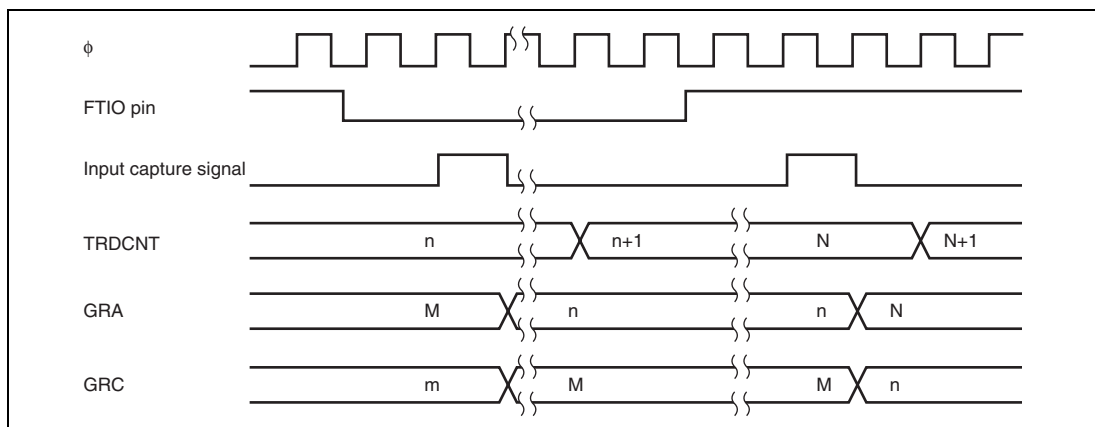 ϕ
FTIO pin
Input capture signal
TRDCNT n n+1 N N+1
GRA M n n N
GRC m M M n